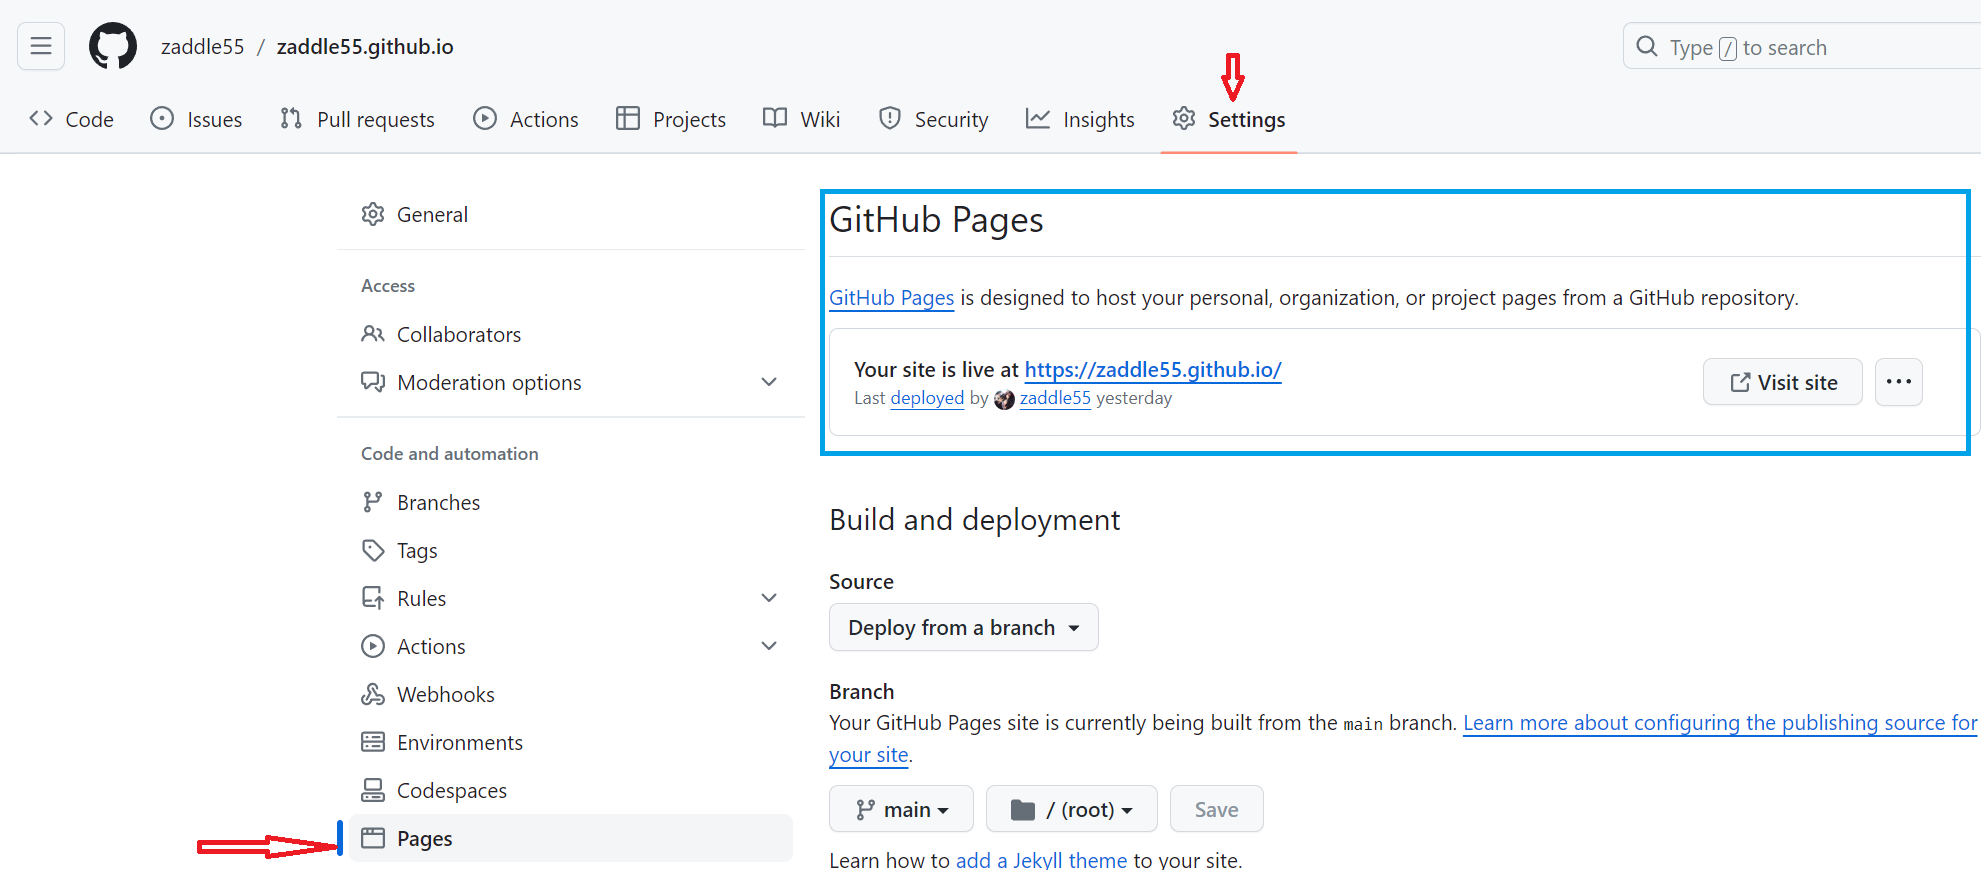 zaddle55 / zaddle55.github.io
Type / to search
Code Issues Pull requests Actions Projects Wiki Security Insights Settings
General
Access
Collaborators
Moderation options
Code and automation
Branches
Tags
Rules
Actions
Webhooks
Environments
Codespaces
Pages
GitHub Pages
GitHub Pages is designed to host your personal, organization, or project pages from a GitHub repository.
Your site is live at https://zaddle55.github.io/
Last deployed by zaddle55 yesterday
Visit site
Build and deployment
Source
Deploy from a branch
Branch
Your GitHub Pages site is currently being built from the main branch. Learn more about configuring the publishing source for
your site.
main / (root) Save
Learn how to add a Jekyll theme to your site.